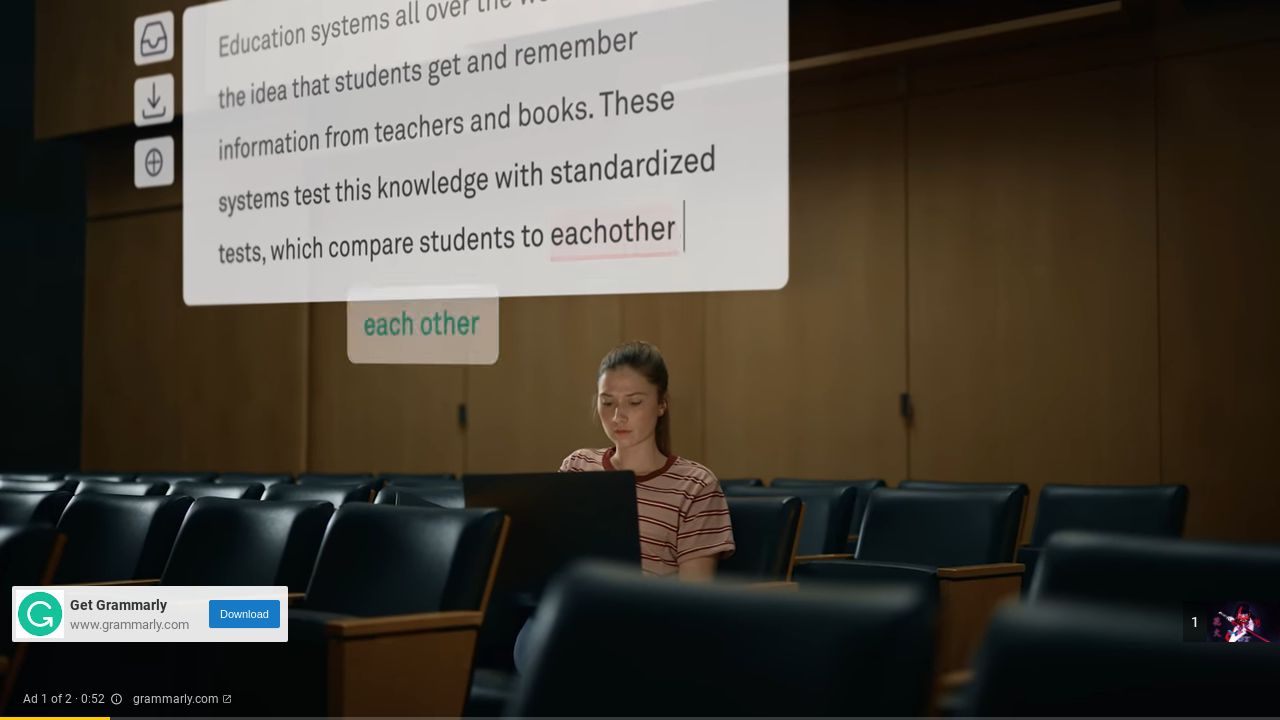 Education systems all over the
the idea that students get and remember
information from teachers and books. These
systems test this knowledge with standardized
tests, which compare students to eachother
each other
Get Grammarly
www.grammarly.com
Download
1
Ad 1 of 2 · 0:52
grammarly.com